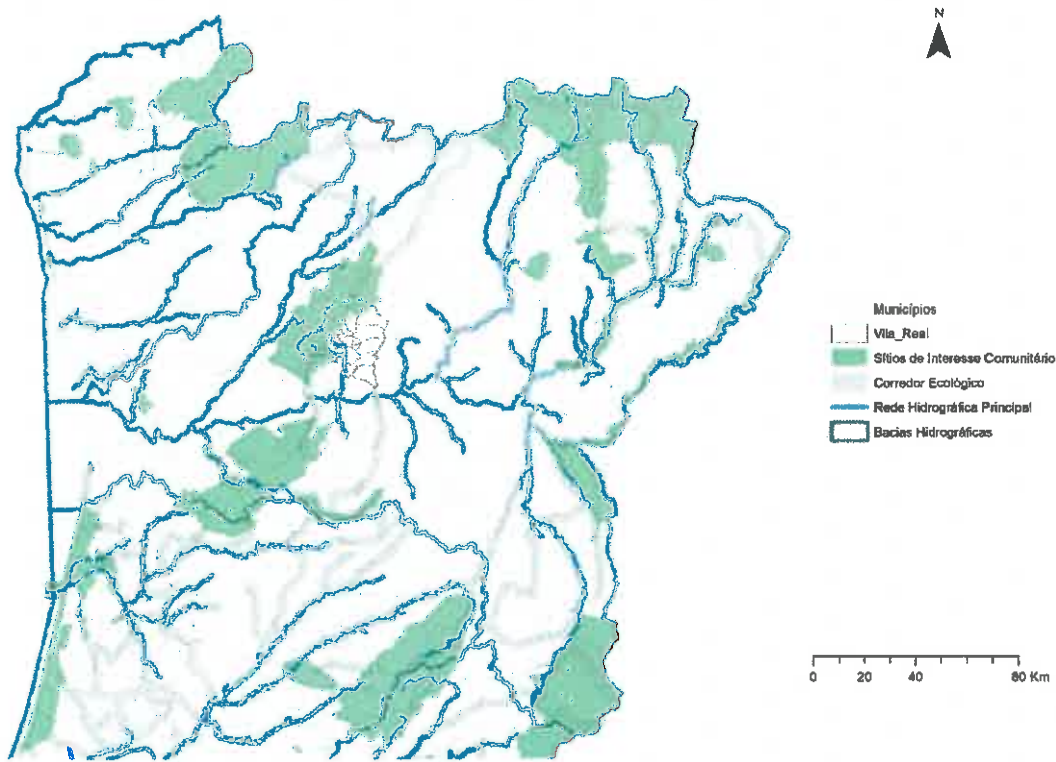 N
Municípios
Vila_Real
Sítios de Interesse Comunitário
Corredor Ecológico
Rede Hidrográfica Principal
Bacias Hidrográficas
0 20 40 80 Km